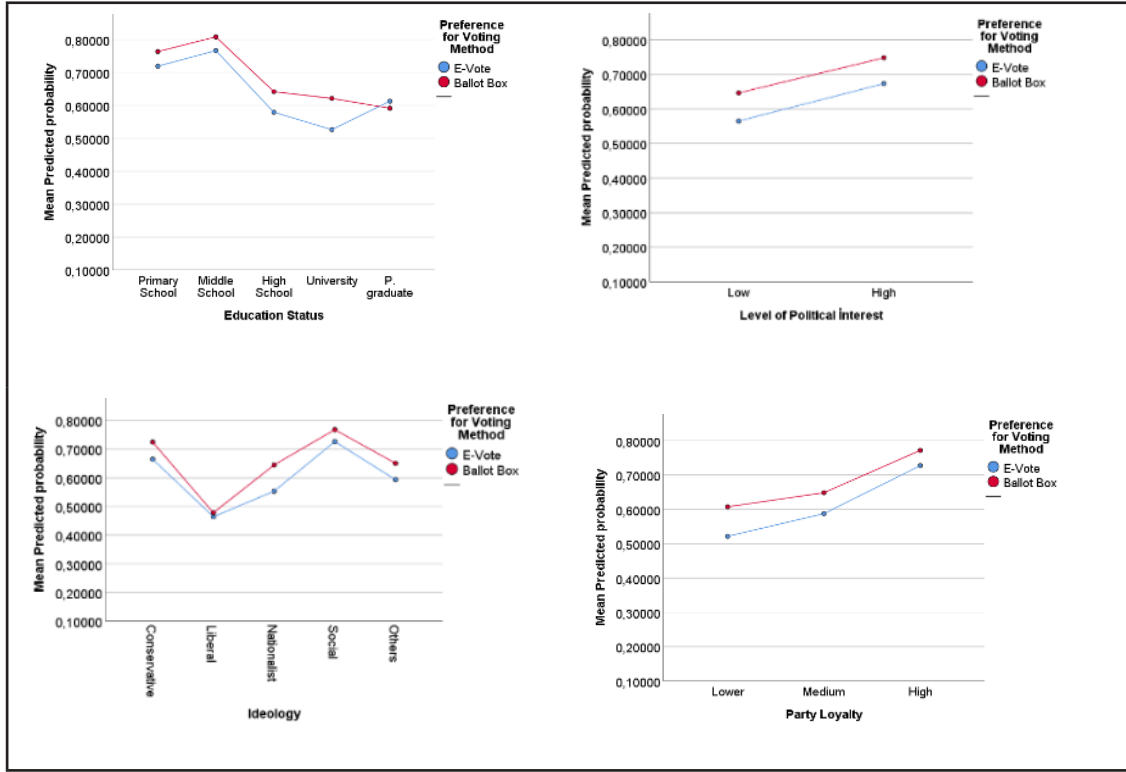 Mean Predicted probability
0,80000
0,70000
0,60000
0,50000
0,40000
0,30000
0,20000
0,10000
Primary
School
Middle
School
High
School
University
P.
graduate
Education Status
Preference
for Voting
Method
E-Vote
Ballot Box
Mean Predicted probability
0,80000
0,70000
0,60000
0,50000
0,40000
0,30000
0,20000
0,10000
Low
High
Level of Political İnterest
Preference
for Voting
Method
E-Vote
Ballot Box
Mean Predicted probability
0,80000
0,70000
0,60000
0,50000
0,40000
0,30000
0,20000
0,10000
Conservative
Liberal
Nationalist
Social
Others
Ideology
Preference
for Voting
Method
E-Vote
Ballot Box
Mean Predicted probability
0,80000
0,70000
0,60000
0,50000
0,40000
0,30000
0,20000
0,10000
Lower
Medium
High
Party Loyalty
Preference
for Voting
Method
E-Vote
Ballot Box